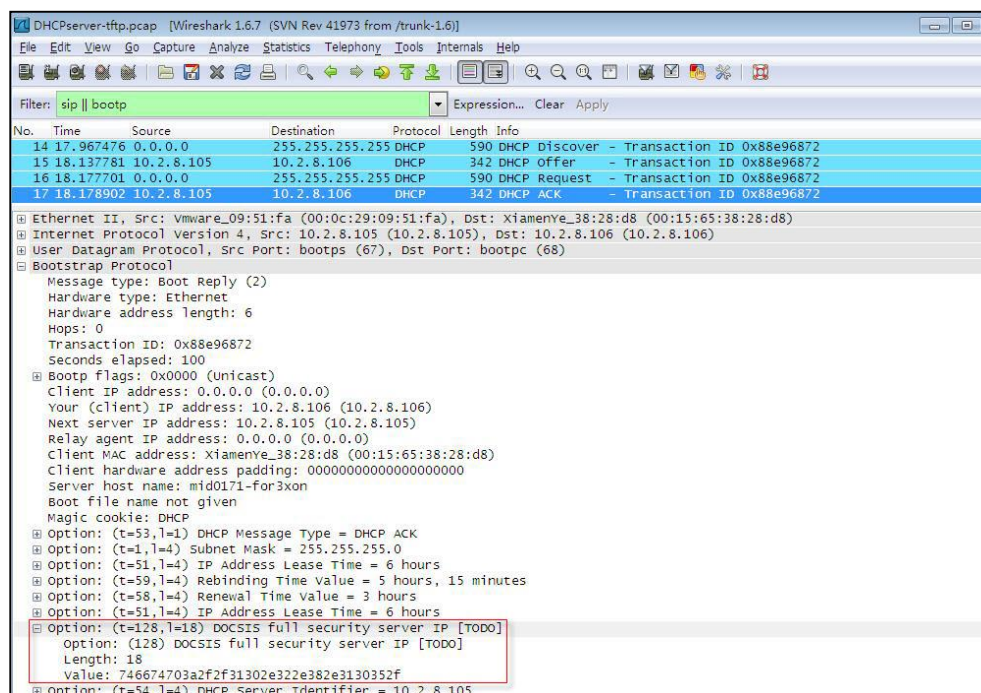 DHCPserver-tftp.pcap [Wireshark 1.6.7 (SVN Rev 41973 from /trunk-1.6)]
File Edit View Go Capture Analyze Statistics Telephony Tools Internals Help
Filter: sip || bootp Expression... Clear Apply
No. Time Source Destination Protocol Length Info
14 17.967476 0.0.0.0 255.255.255.255 DHCP 590 DHCP Discover - Transaction ID 0x88e96872
15 18.137781 10.2.8.105 10.2.8.106 DHCP 342 DHCP Offer - Transaction ID 0x88e96872
16 18.177701 0.0.0.0 255.255.255.255 DHCP 590 DHCP Request - Transaction ID 0x88e96872
17 18.178902 10.2.8.105 10.2.8.106 DHCP 342 DHCP ACK - Transaction ID 0x88e96872
Ethernet II, Src: Vmware_09:51:fa (00:0c:29:09:51:fa), Dst: XiamenYe_38:28:d8 (00:15:65:38:28:d8)
Internet Protocol Version 4, Src: 10.2.8.105 (10.2.8.105), Dst: 10.2.8.106 (10.2.8.106)
User Datagram Protocol, Src Port: bootps (67), Dst Port: bootpc (68)
Bootstrap Protocol
Message type: Boot Reply (2)
Hardware type: Ethernet
Hardware address length: 6
Hops: 0
Transaction ID: 0x88e96872
Seconds elapsed: 100
Bootp flags: 0x0000 (Unicast)
Client IP address: 0.0.0.0 (0.0.0.0)
Your (client) IP address: 10.2.8.106 (10.2.8.106)
Next server IP address: 10.2.8.105 (10.2.8.105)
Relay agent IP address: 0.0.0.0 (0.0.0.0)
Client MAC address: XiamenYe_38:28:d8 (00:15:65:38:28:d8)
Client hardware address padding: 00000000000000000000
Server host name: mid0171-for3xon
Boot file name not given
Magic cookie: DHCP
Option: (t=53,l=1) DHCP Message Type = DHCP ACK
Option: (t=1,l=4) Subnet Mask = 255.255.255.0
Option: (t=51,l=4) IP Address Lease Time = 6 hours
Option: (t=59,l=4) Rebinding Time Value = 5 hours, 15 minutes
Option: (t=58,l=4) Renewal Time Value = 3 hours
Option: (t=51,l=4) IP Address Lease Time = 6 hours
Option: (t=128,l=18) DOCSIS full security server IP [TODO]
Option: (128) DOCSIS full security server IP [TODO]
Length: 18
Value: 746674703a2f2f31302e322e382e3130352f
Option: (t=54,l=4) DHCP Server Identifier = 10.2.8.105